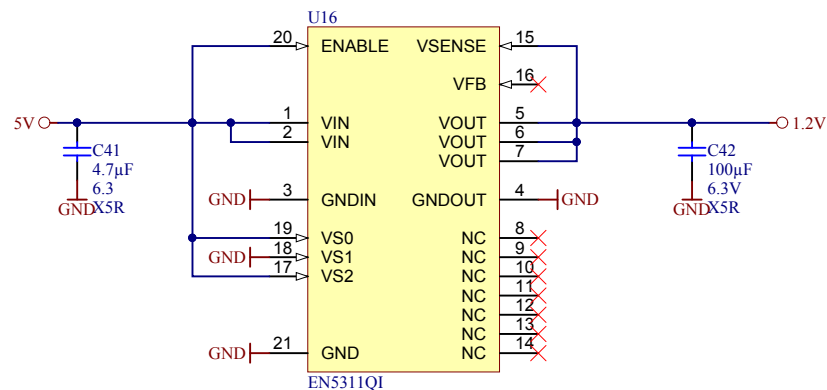 U16
20 ENABLE VSENSE 15
VFB 16
5V 1 VIN VOUT 5 1.2V
2 VIN VOUT 6
VOUT 7
C41
4.7µF
6.3
X5R
GND
C42
100µF
6.3V
X5R
GND
GND 3 GNDIN GNDOUT 4 GND
19 VS0 NC 8
GND 18 VS1 NC 9
17 VS2 NC 10
NC 11
NC 12
NC 13
GND 21 GND NC 14
EN5311QI